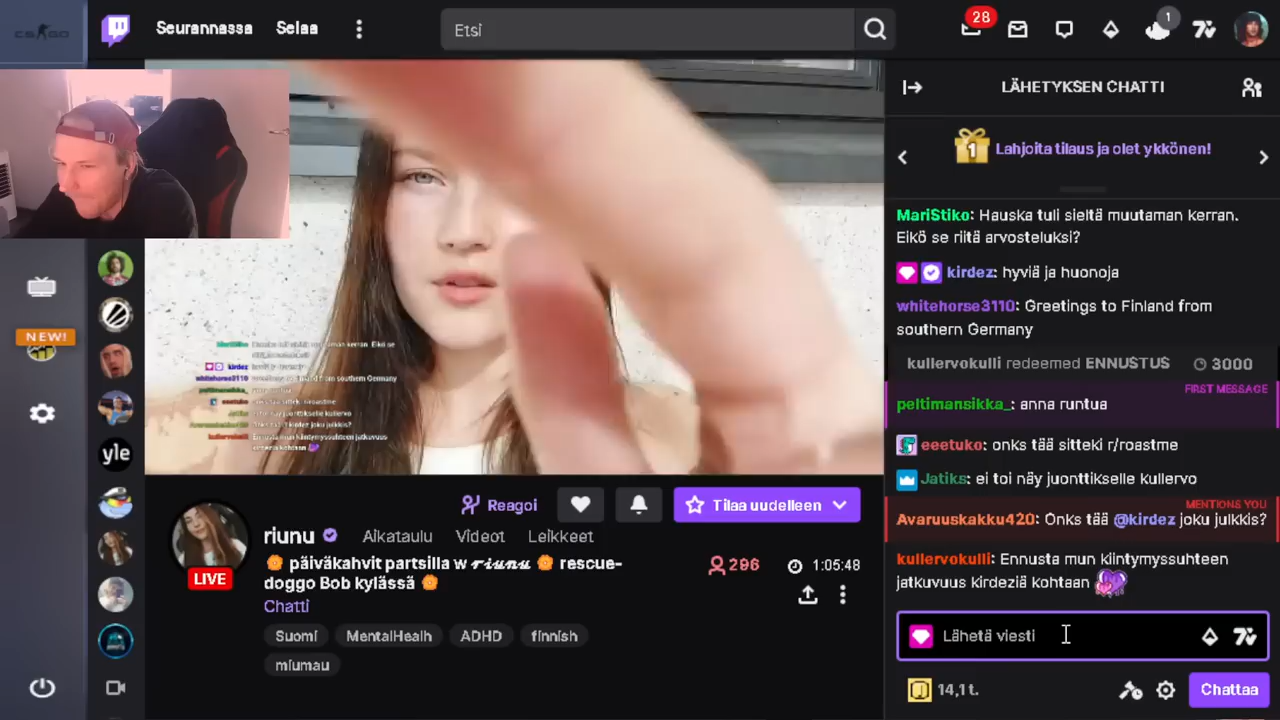 CS:GO
Seurannassa
Selaa
Etsi
28
1
LÄHETYKSEN CHATTI
1
Lahjoita tilaus ja olet ykkönen!
MariStiko: Hauska tuli sieltä muutaman kerran.
Eikö se riitä arvosteluksi?
kirdez: hyviä ja huonoja
whitehorse3110: Greetings to Finland from
southern Germany
kullervokulli redeemed ENNUSTUS 3000
FIRST MESSAGE
peltimansikka_: anna runtua
eeetuko: onks tää sitteki r/roastme
Jatiks: ei toi näy juonttikselle kullervo
MENTIONS YOU
Avaruuskakku420: Onks tää @kirdez joku julkkis?
kullervokulli: Ennusta mun kiintymyssuhteen
jatkuvuus kirdeziä kohtaan
Lähetä viesti
14,1 t.
Chattaa
NEW!
yle
Reagoi
Tilaa uudelleen
riunu
Aikataulu
Videot
Leikkeet
LIVE
päiväkahvit partsilla w 𝓻𝓲𝓾𝓷𝓾 rescue-
doggo Bob kylässä
296
1:05:48
Chatti
Suomi
MentalHealh
ADHD
finnish
miumau